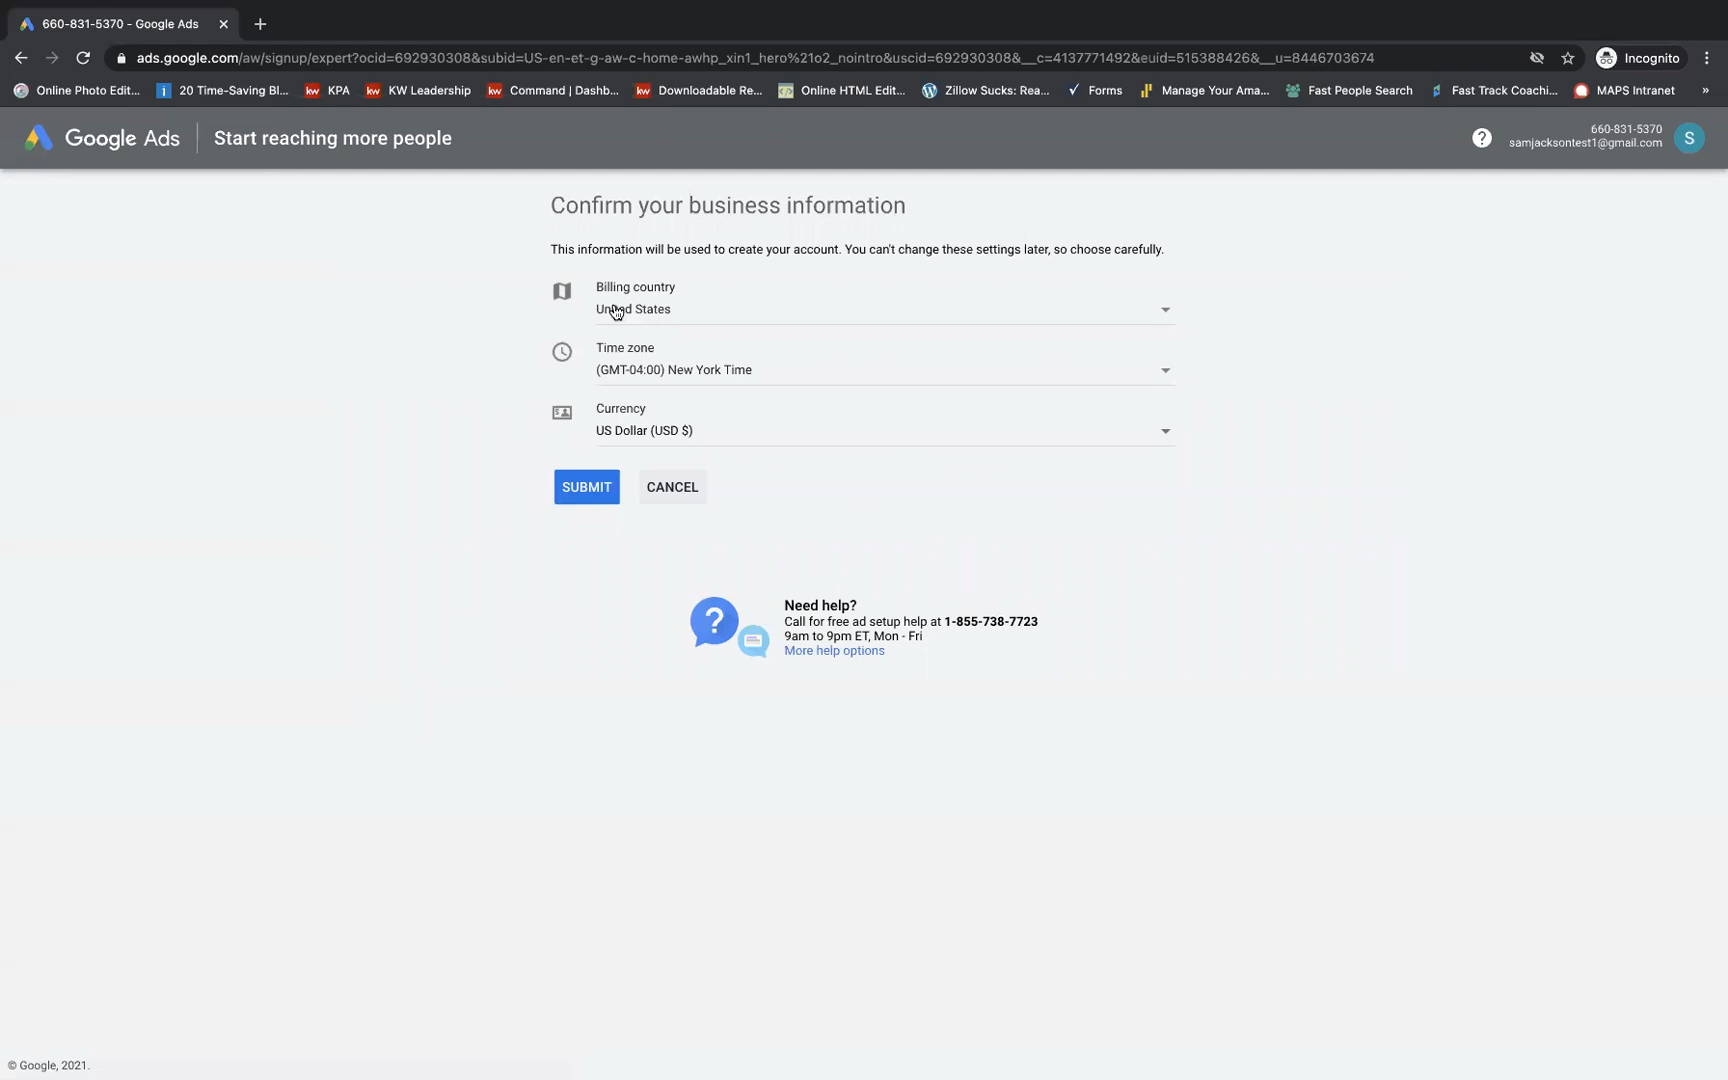 660-831-5370 - Google Ads
ads.google.com/aw/signup/expert?ocid=692930308&subid=US-en-et-g-aw-c-home-awhp_xin1_hero%21o2_nointro&uscid=692930308&__c=4137771492&euid=515388426&__u=8446703674
Incognito
Online Photo Edit...
20 Time-Saving Bl...
KPA
KW Leadership
Command | Dashb...
Downloadable Re...
Online HTML Edit...
Zillow Sucks: Rea...
Forms
Manage Your Ama...
Fast People Search
Fast Track Coachi...
MAPS Intranet
»
Google Ads
Start reaching more people
660-831-5370
samjacksontest1@gmail.com
S
Confirm your business information
This information will be used to create your account. You can't change these settings later, so choose carefully.
Billing country
United States
Time zone
(GMT-04:00) New York Time
Currency
US Dollar (USD $)
SUBMIT
CANCEL
Need help?
Call for free ad setup help at 1-855-738-7723
9am to 9pm ET, Mon - Fri
More help options
© Google, 2021.